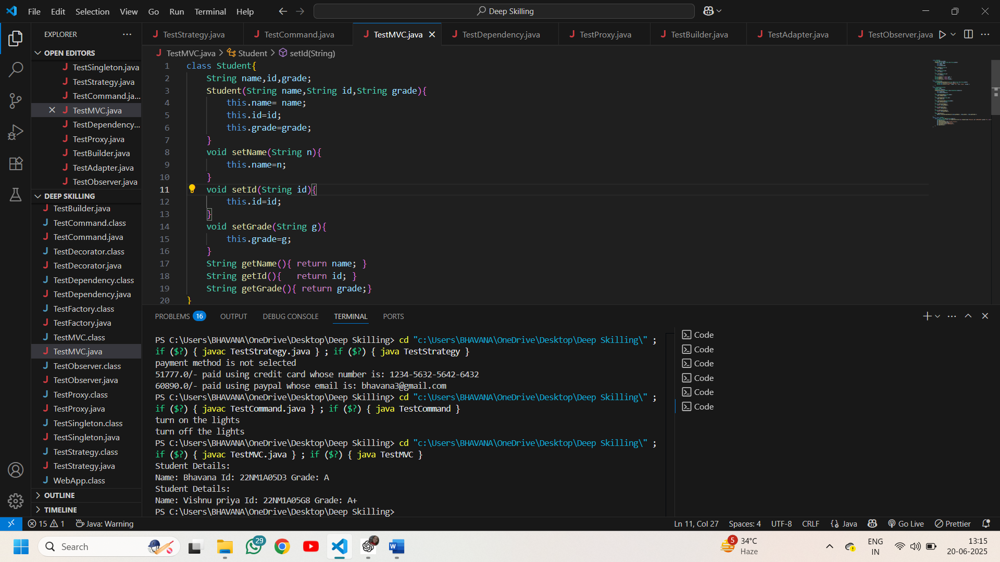 File Edit Selection View Go Run Terminal Help
Deep Skilling
EXPLORER
OPEN EDITORS
TestSingleton.java
TestStrategy.java
TestCommand.ja...
TestMVC.java
TestDependency...
TestProxy.java
TestBuilder.java
TestAdapter.java
TestObserver.java
DEEP SKILLING
TestBuilder.java
TestCommand.class
TestCommand.java
TestDecorator.class
TestDecorator.java
TestDependency.class
TestDependency.java
TestFactory.class
TestFactory.java
TestMVC.class
TestMVC.java
TestObserver.class
TestObserver.java
TestProxy.class
TestProxy.java
TestSingleton.class
TestSingleton.java
TestStrategy.class
TestStrategy.java
WebApp.class
OUTLINE
TIMELINE
TestStrategy.java TestCommand.java TestMVC.java TestDependency.java TestProxy.java TestBuilder.java TestAdapter.java TestObserver.java
TestMVC.java > Student > setId(String)
1 class Student{
2 String name,id,grade;
3 Student(String name,String id,String grade){
4 this.name= name;
5 this.id=id;
6 this.grade=grade;
7 }
8 void setName(String n){
9 this.name=n;
10 }
11 void setId(String id){
12 this.id=id;
13 }
14 void setGrade(String g){
15 this.grade=g;
16 }
17 String getName(){ return name; }
18 String getId(){   return id; }
19 String getGrade(){ return grade;}
20 }
PROBLEMS 16 OUTPUT DEBUG CONSOLE TERMINAL PORTS
PS C:\Users\BHAVANA\OneDrive\Desktop\Deep Skilling> cd "c:\Users\BHAVANA\OneDrive\Desktop\Deep Skilling\" ;
if ($?) { javac TestStrategy.java } ; if ($?) { java TestStrategy }
payment method is not selected
51777.0/- paid using credit card whose number is: 1234-5632-5642-6432
60890.0/- paid using paypal whose email is: bhavana3@gmail.com
PS C:\Users\BHAVANA\OneDrive\Desktop\Deep Skilling> cd "c:\Users\BHAVANA\OneDrive\Desktop\Deep Skilling\" ;
if ($?) { javac TestCommand.java } ; if ($?) { java TestCommand }
turn on the lights
turn off the lights
PS C:\Users\BHAVANA\OneDrive\Desktop\Deep Skilling> cd "c:\Users\BHAVANA\OneDrive\Desktop\Deep Skilling\" ;
if ($?) { javac TestMVC.java } ; if ($?) { java TestMVC }
Student Details:
Name: Bhavana Id: 22NM1A05D3 Grade: A
Student Details:
Name: Vishnu priya Id: 22NM1A05G8 Grade: A+
PS C:\Users\BHAVANA\OneDrive\Desktop\Deep Skilling>
Code
Code
Code
Code
Code
Code
15 1 Java: Warning
Ln 11, Col 27 Spaces: 4 UTF-8 CRLF {} Java Go Live Prettier
Search
29
5
34°C
Haze
ENG
IN
13:15
20-06-2025